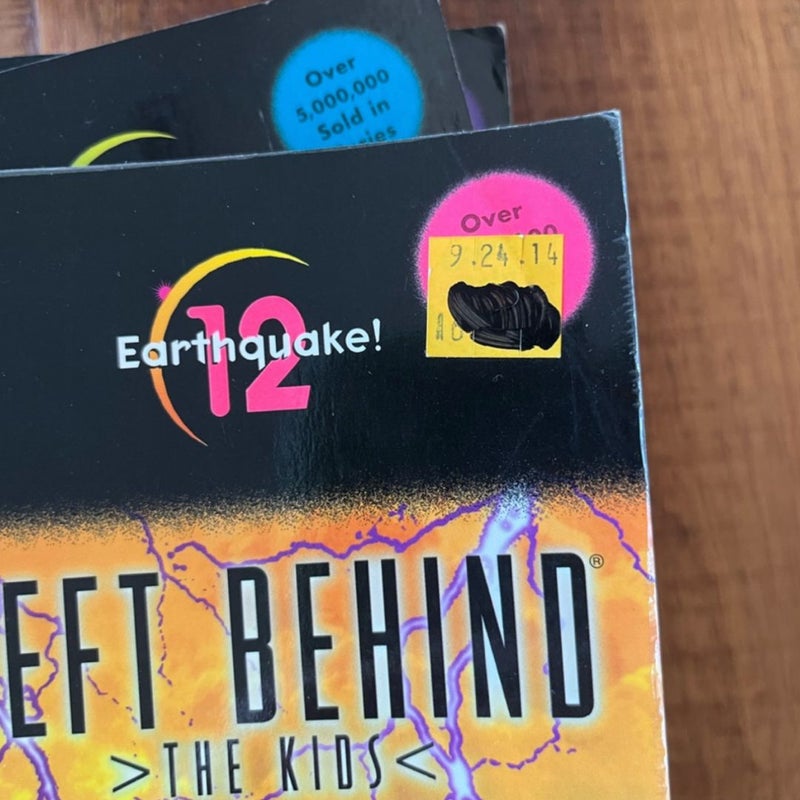 Over
5,000,000
Sold in
Over
9.24.14
12
Earthquake!
EFT BEHIND®
>THE KIDS<